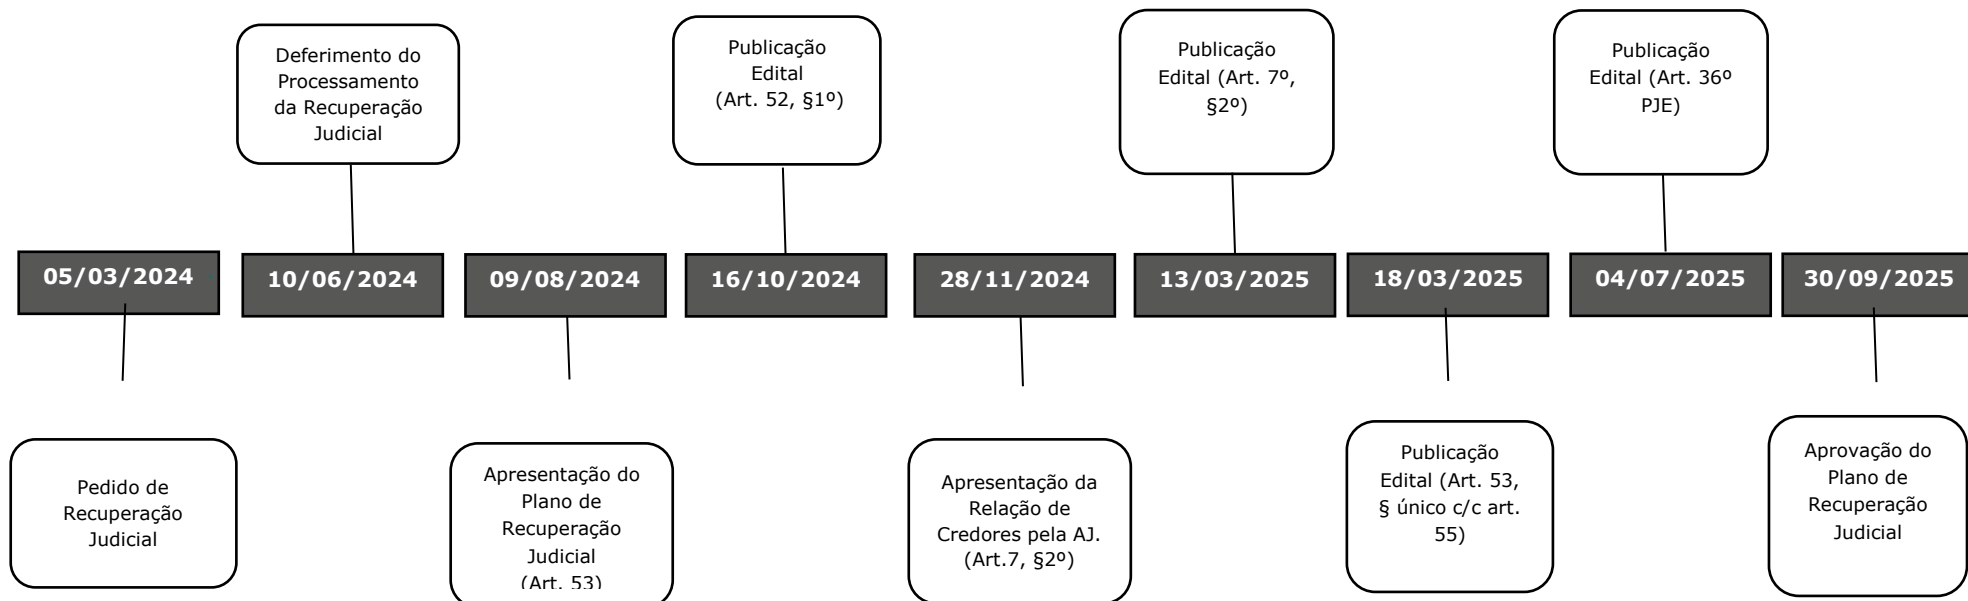 Deferimento do
Processamento
da Recuperação
Judicial
Publicação
Edital
(Art. 52, §1º)
Publicação
Edital (Art. 7º,
§2º)
Publicação
Edital (Art. 36º
PJE)
05/03/2024
10/06/2024
09/08/2024
16/10/2024
28/11/2024
13/03/2025
18/03/2025
04/07/2025
30/09/2025
Pedido de
Recuperação
Judicial
Apresentação do
Plano de
Recuperação
Judicial
(Art. 53)
Apresentação da
Relação de
Credores pela AJ.
(Art.7, §2º)
Publicação
Edital (Art. 53,
§ único c/c art.
55)
Aprovação do
Plano de
Recuperação
Judicial